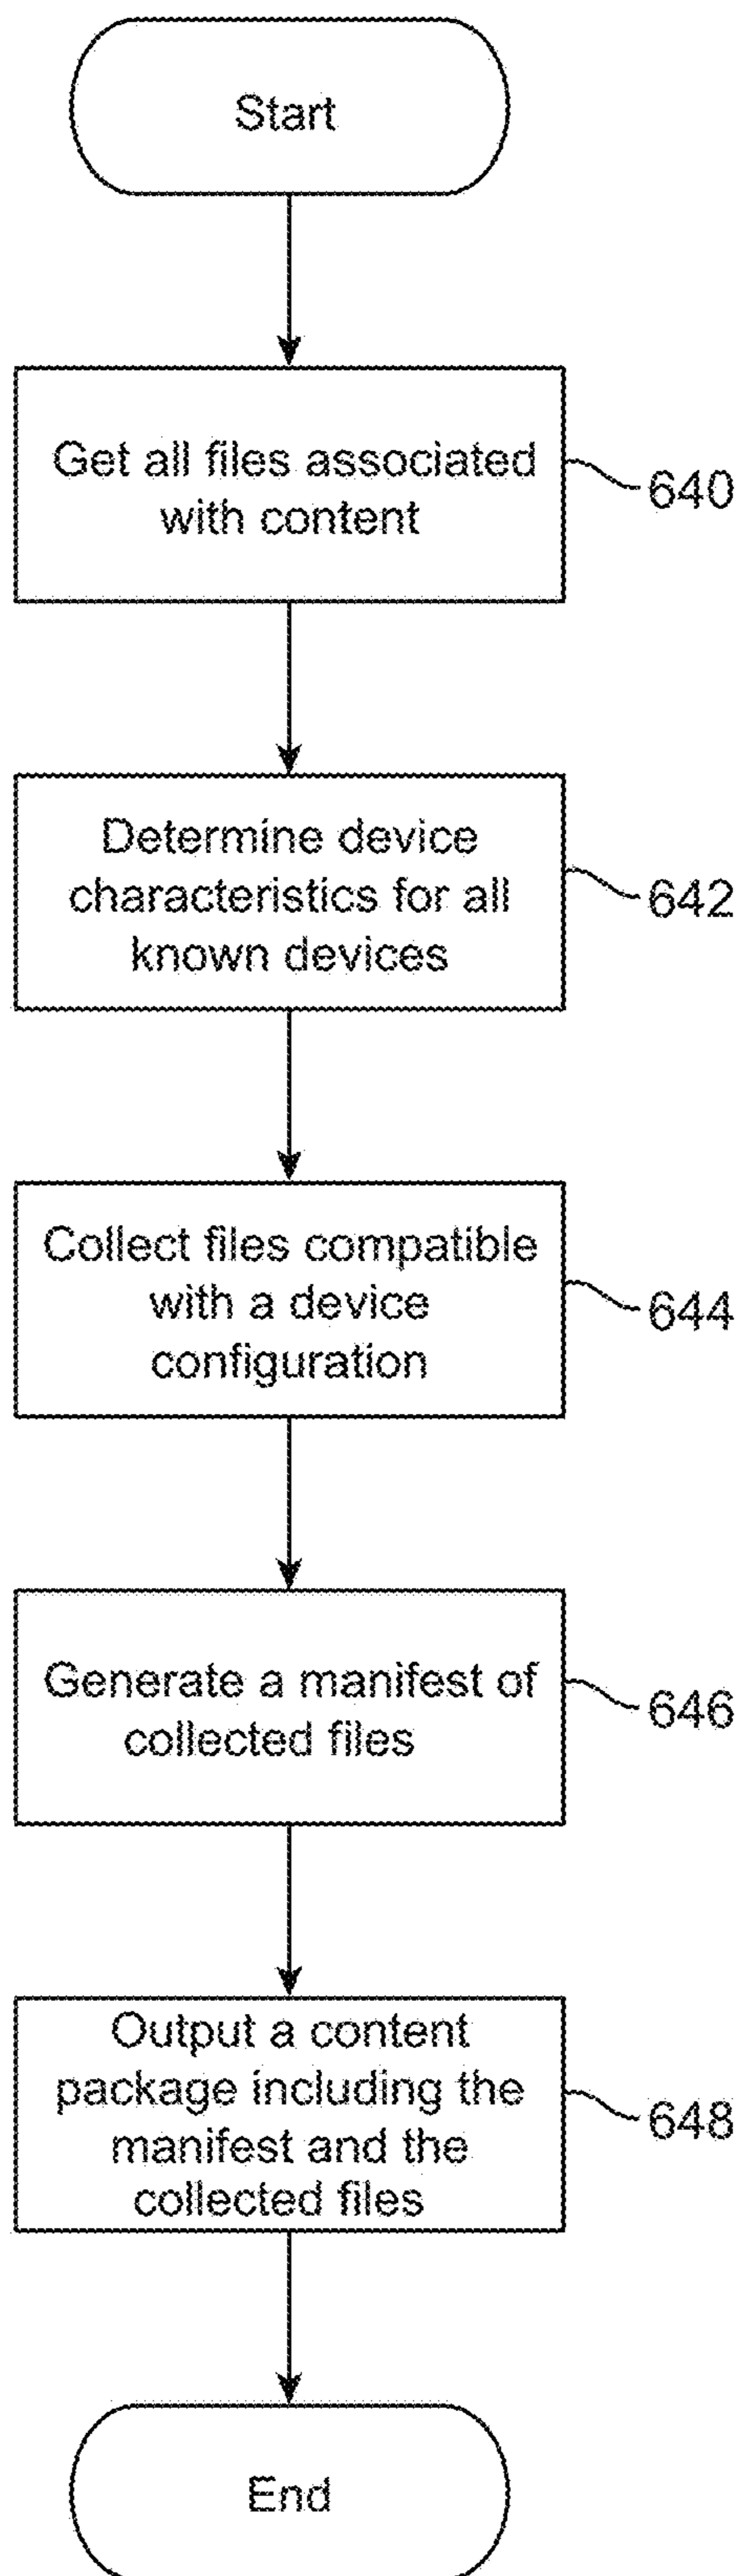 Start
Get all files associated
with content
640
Determine device
characteristics for all
known devices
642
Collect files compatible
with a device
configuration
644
Generate a manifest of
collected files
646
Output a content
package including the
manifest and the
collected files
648
End